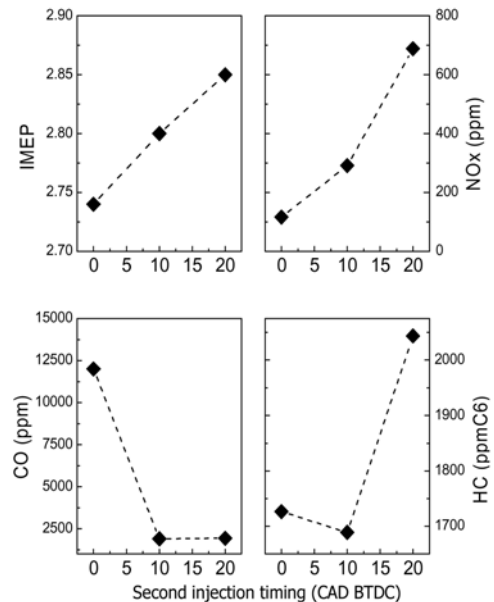 2.90
2.85
2.80
2.75
2.70
IMEP
0 5 10 15 20
800
600
400
200
0
NOx (ppm)
0 5 10 15 20
15000
12500
10000
7500
5000
2500
CO (ppm)
0 5 10 15 20
2000
1900
1800
1700
HC (ppmC6)
0 5 10 15 20
Second injection timing (CAD BTDC)